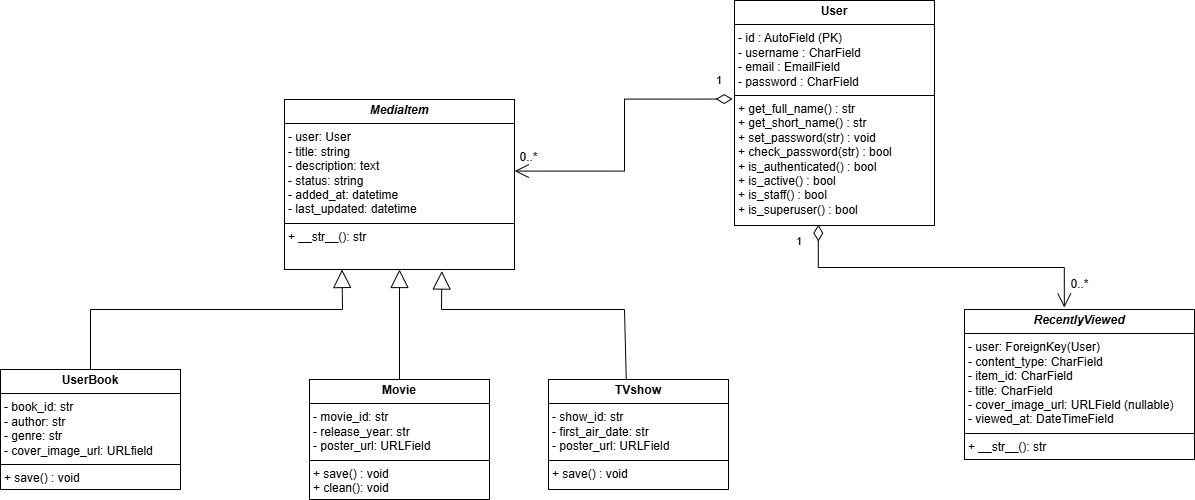 User
- id : AutoField (PK)
- username : CharField
- email : EmailField
- password : CharField
+ get_full_name() : str
+ get_short_name() : str
+ set_password(str) : void
+ check_password(str) : bool
+ is_authenticated() : bool
+ is_active() : bool
+ is_staff() : bool
+ is_superuser() : bool
1
0..*
1
0..*
MediaItem
- user: User
- title: string
- description: text
- status: string
- added_at: datetime
- last_updated: datetime
+ __str__(): str
RecentlyViewed
- user: ForeignKey(User)
- content_type: CharField
- item_id: CharField
- title: CharField
- cover_image_url: URLField (nullable)
- viewed_at: DateTimeField
+ __str__(): str
UserBook
- book_id: str
- author: str
- genre: str
- cover_image_url: URLfield
+ save() : void
Movie
- movie_id: str
- release_year: str
- poster_url: URLField
+ save() : void
+ clean(): void
TVshow
- show_id: str
- first_air_date: str
- poster_url: URLField
+ save() : void